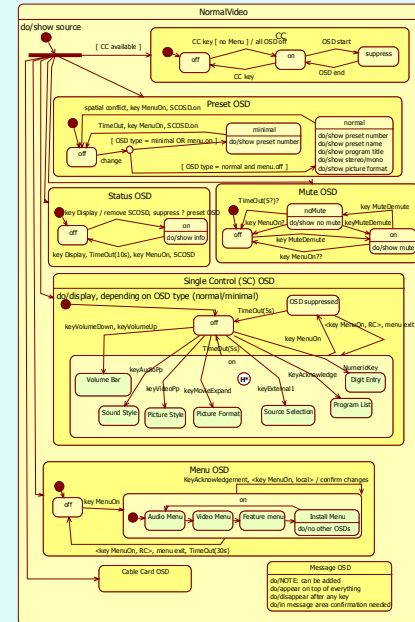 NormalVideo
do/show source
CC
[ CC available ]
CC key [ no Menu ] / all OSD off
OSD start
off
on
suppress
CC key
OSD end
Preset OSD
spatial conflict, key MenuOn, SCOSD.on
TimeOut, key MenuOn, SCOSD.on
off
change
[ OSD type = minimal OR menu.on ]
minimal
do/show preset number
[ OSD type = normal and menu.off ]
normal
do/show preset number
do/show preset name
do/show program title
do/show stereo/mono
do/show picture format
Status OSD
key Display / remove SCOSD, suppress ? preset OSD
off
on
do/show info
key Display, TimeOut(10s), key MenuOn, SCOSD
Mute OSD
TimeOut(5?)?
noMute
do/show no mute
key MuteDemute
key MenuOn?
keyMuteDemute
off
key MuteDemute
on
do/show mute
key MenuOn??
Single Control (SC) OSD
do/display, depending on OSD type (normal/minimal)
OSD suppressed
TimeOut(5s)
off
keyVolumeDown, keyVolumeUp
<key MenuOn, RC>, menu exit
key MenuOn
TimeOut(5s)
on
keyAudioPp
keyVideoPp
keyMovieExpand
keyExternal1
KeyAcknowledge
NumericKey
H*
Volume Bar
Digit Entry
Sound Style
Picture Style
Picture Format
Source Selection
Program List
Menu OSD
KeyAcknowledgement, <key MenuOn, local> / confirm changes
off
key MenuOn
on
Audio Menu
Video Menu
Feature menu
Install Menu
do/no other OSDs
<key MenuOn, RC>, menu exit, TimeOut(30s)
Cable Card OSD
Message OSD
do/NOTE: can be added
do/appear on top of everything
do/disappear after any key
do/in message area confirmation needed